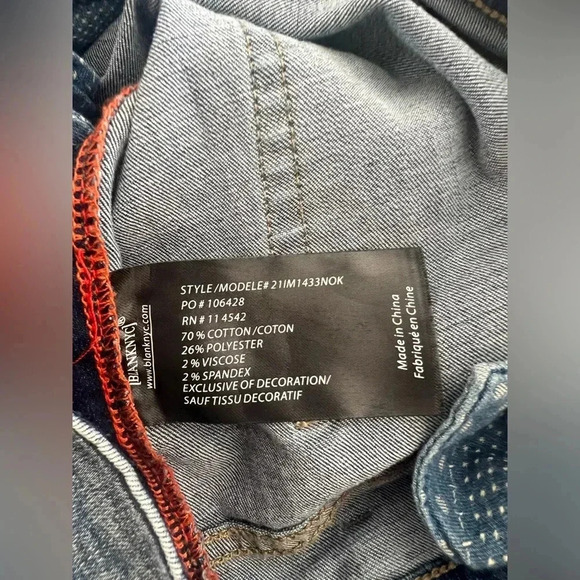 STYLE/MODELE# 21IM1433NOK
PO # 106428
RN # 11 4542
70% COTTON/COTON
26% POLYESTER
2% VISCOSE
2% SPANDEX
EXCLUSIVE OF DECORATION/
SAUF TISSU DECORATIF
[BLANKNYC]®
www.blanknyc.com
Made in China
Fabriqué en Chine